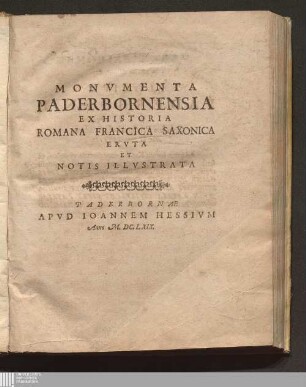 MONVMENTA
PADERBORNENSIA
EX HISTORIA
ROMANA FRANCICA SAXONICA
ERVTA
ET
NOTIS ILLVSTRATA
PADERBORNÆ
APVD IOANNEM HESSIVM
Anno M. DC. LXIX.